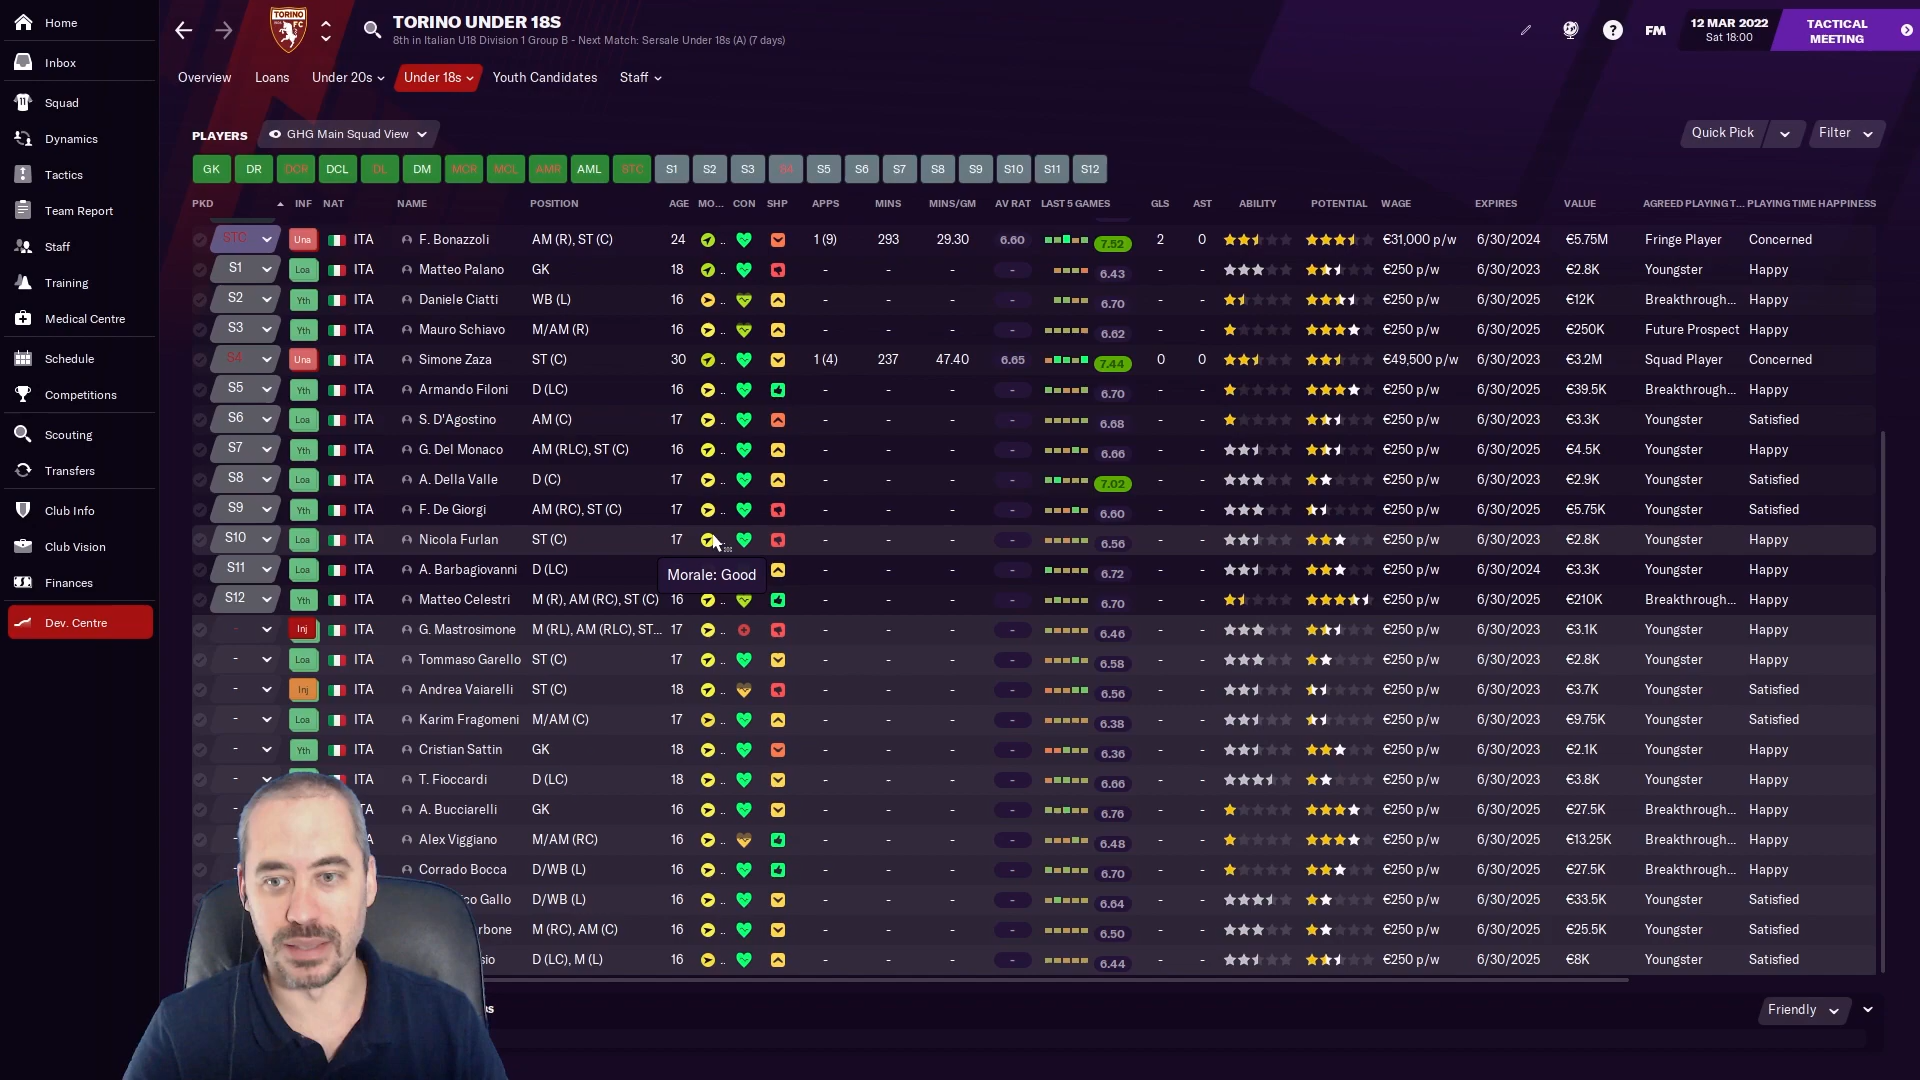 Home
Inbox
Squad
Dynamics
Tactics
Team Report
Staff
Training
Medical Centre
Schedule
Competitions
Scouting
Transfers
Club Info
Club Vision
Finances
Dev. Centre
TORINO UNDER 18S
8th in Italian U18 Division 1 Group B - Next Match: Sersale Under 18s (A) (7 days)
FM
12 MAR 2022
Sat 18:00
TACTICAL
MEETING
Overview Loans Under 20s Under 18s Youth Candidates Staff
PLAYERS GHG Main Squad View Quick Pick Filter
GK DR DCR DCL DL DM MCR MCL AMR AML STC S1 S2 S3 S4 S5 S6 S7 S8 S9 S10 S11 S12
PKD INF NAT NAME POSITION AGE MO... CON SHP APPS MINS MINS/GM AV RAT LAST 5 GAMES GLS AST ABILITY POTENTIAL WAGE EXPIRES VALUE AGREED PLAYING T... PLAYING TIME HAPPINESS
STC Una ITA F. Bonazzoli AM (R), ST (C) 24 .. 1 (9) 293 29.30 6.60 7.52 2 0 €31,000 p/w 6/30/2024 €5.75M Fringe Player Concerned
S1 Loa ITA Matteo Palano GK 18 .. - - - - 6.43 - - €250 p/w 6/30/2023 €2.8K Youngster Happy
S2 Yth ITA Daniele Ciatti WB (L) 16 .. - - - - 6.70 - - €250 p/w 6/30/2025 €12K Breakthrough... Happy
S3 Yth ITA Mauro Schiavo M/AM (R) 16 .. - - - - 6.62 - - €250 p/w 6/30/2025 €250K Future Prospect Happy
S4 Una ITA Simone Zaza ST (C) 30 .. 1 (4) 237 47.40 6.65 7.44 0 0 €49,500 p/w 6/30/2023 €3.2M Squad Player Concerned
S5 Yth ITA Armando Filoni D (LC) 16 .. - - - - 6.70 - - €250 p/w 6/30/2025 €39.5K Breakthrough... Happy
S6 Loa ITA S. D'Agostino AM (C) 17 .. - - - - 6.68 - - €250 p/w 6/30/2023 €3.3K Youngster Satisfied
S7 Yth ITA G. Del Monaco AM (RLC), ST (C) 16 .. - - - - 6.66 - - €250 p/w 6/30/2025 €4.5K Youngster Happy
S8 Loa ITA A. Della Valle D (C) 17 .. - - - - 7.02 - - €250 p/w 6/30/2023 €2.9K Youngster Satisfied
S9 Yth ITA F. De Giorgi AM (RC), ST (C) 17 .. - - - - 6.60 - - €250 p/w 6/30/2023 €5.75K Youngster Satisfied
S10 Loa ITA Nicola Furlan ST (C) 17 - - - - 6.56 - - €250 p/w 6/30/2023 €2.8K Youngster Happy
S11 Loa ITA A. Barbagiovanni D (LC) - - - - 6.72 - - €250 p/w 6/30/2024 €3.3K Youngster Happy
Morale: Good
S12 Yth ITA Matteo Celestri M (R), AM (RC), ST (C) 16 .. - - - - 6.70 - - €250 p/w 6/30/2025 €210K Breakthrough... Happy
- Inj ITA G. Mastrosimone M (RL), AM (RLC), ST... 17 .. - - - - 6.46 - - €250 p/w 6/30/2023 €3.1K Youngster Happy
- Loa ITA Tommaso Garello ST (C) 17 .. - - - - 6.58 - - €250 p/w 6/30/2023 €2.8K Youngster Happy
- Inj ITA Andrea Vaiarelli ST (C) 18 .. - - - - 6.56 - - €250 p/w 6/30/2023 €3.7K Youngster Satisfied
- Loa ITA Karim Fragomeni M/AM (C) 17 .. - - - - 6.38 - - €250 p/w 6/30/2023 €9.75K Youngster Satisfied
- Yth ITA Cristian Sattin GK 18 .. - - - - 6.36 - - €250 p/w 6/30/2023 €2.1K Youngster Happy
- ITA T. Fioccardi D (LC) 18 .. - - - - 6.66 - - €250 p/w 6/30/2023 €3.8K Youngster Happy
- TA A. Bucciarelli GK 16 .. - - - - 6.76 - - €250 p/w 6/30/2025 €27.5K Breakthrough... Happy
Alex Viggiano M/AM (RC) 16 .. - - - - 6.48 - - €250 p/w 6/30/2025 €13.25K Breakthrough... Happy
Corrado Bocca D/WB (L) 16 .. - - - - 6.70 - - €250 p/w 6/30/2025 €27.5K Breakthrough... Happy
co Gallo D/WB (L) 16 .. - - - - 6.64 - - €250 p/w 6/30/2025 €33.5K Youngster Satisfied
rbone M (RC), AM (C) 16 .. - - - - 6.50 - - €250 p/w 6/30/2025 €25.5K Youngster Satisfied
sio D (LC), M (L) 16 .. - - - - 6.44 - - €250 p/w 6/30/2025 €8K Youngster Satisfied
Friendly